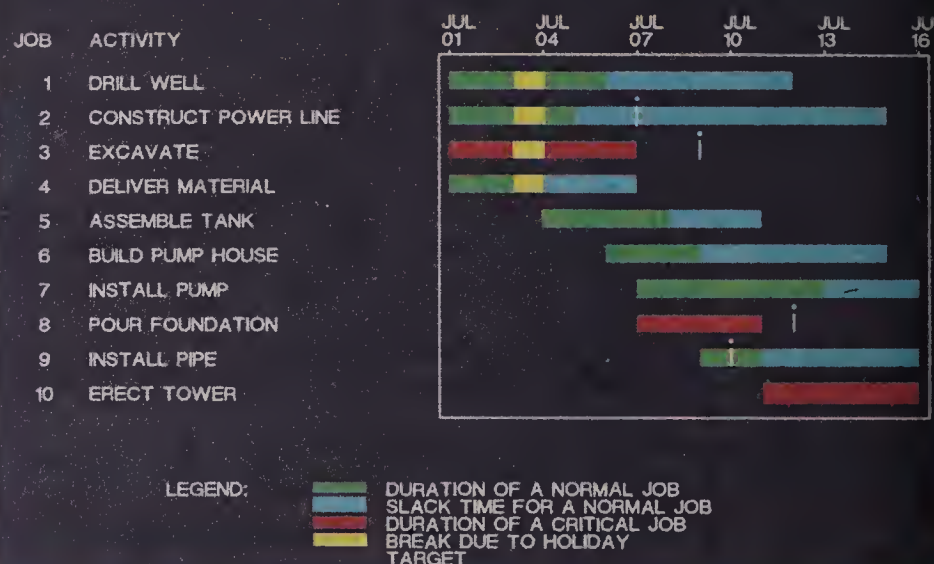 JUL JUL JUL JUL JUL JU
JOB ACTIVITY 01 04 07 10 13 16
1 DRILL WELL
2 CONSTRUCT POWER LINE
3 EXCAVATE
4 DELIVER MATERIAL
5 ASSEMBLE TANK
6 BUILD PUMP HOUSE
7 INSTALL PUMP
8 POUR FOUNDATION
9 INSTALL PIPE
10 ERECT TOWER
LEGEND: DURATION OF A NORMAL JOB
SLACK TIME FOR A NORMAL JOB
DURATION OF A CRITICAL JOB
BREAK DUE TO HOLIDAY
TARGET